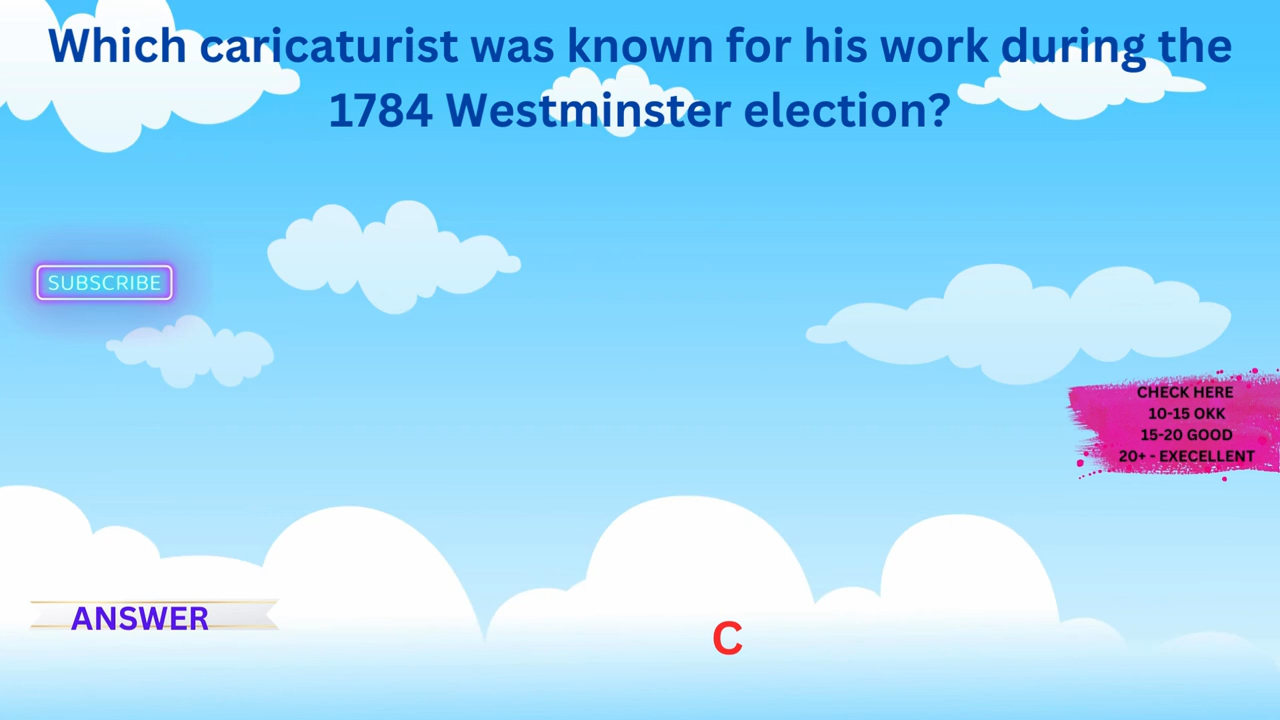 Which caricaturist was known for his work during the
1784 Westminster election?
SUBSCRIBE
CHECK HERE
10-15 OKK
15-20 GOOD
20+ - EXECELLENT
ANSWER
C